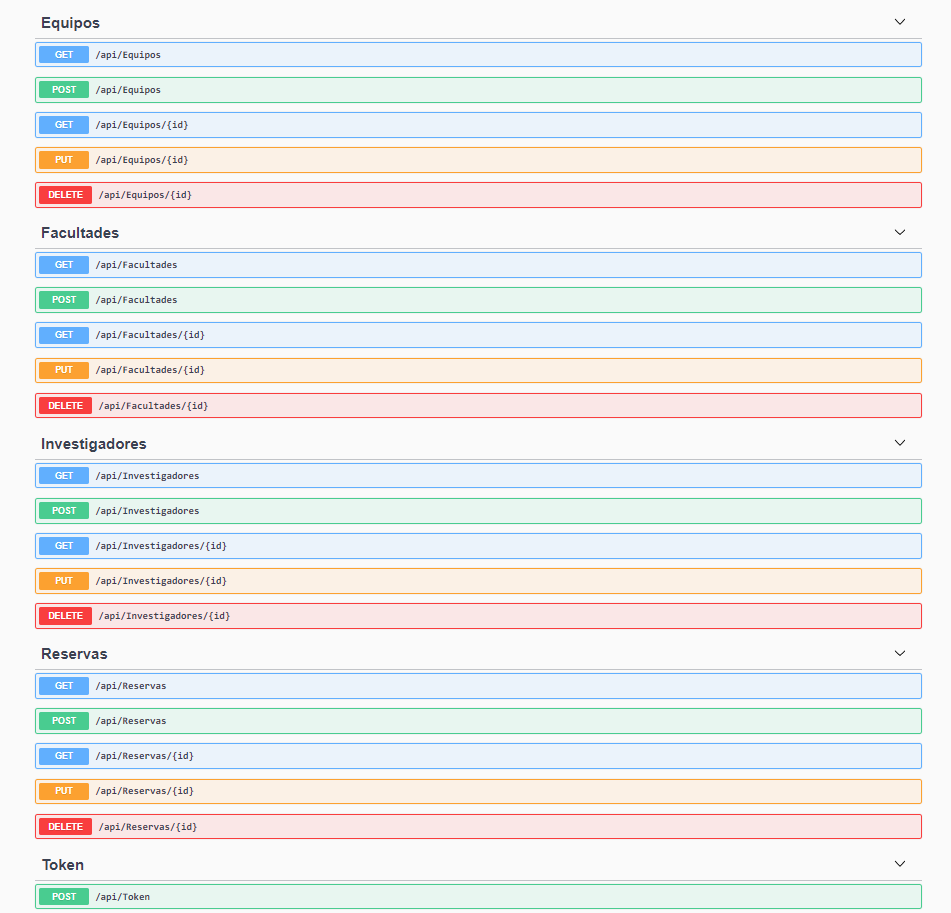 Equipos
GET /api/Equipos
POST /api/Equipos
GET /api/Equipos/{id}
PUT /api/Equipos/{id}
DELETE /api/Equipos/{id}
Facultades
GET /api/Facultades
POST /api/Facultades
GET /api/Facultades/{id}
PUT /api/Facultades/{id}
DELETE /api/Facultades/{id}
Investigadores
GET /api/Investigadores
POST /api/Investigadores
GET /api/Investigadores/{id}
PUT /api/Investigadores/{id}
DELETE /api/Investigadores/{id}
Reservas
GET /api/Reservas
POST /api/Reservas
GET /api/Reservas/{id}
PUT /api/Reservas/{id}
DELETE /api/Reservas/{id}
Token
POST /api/Token